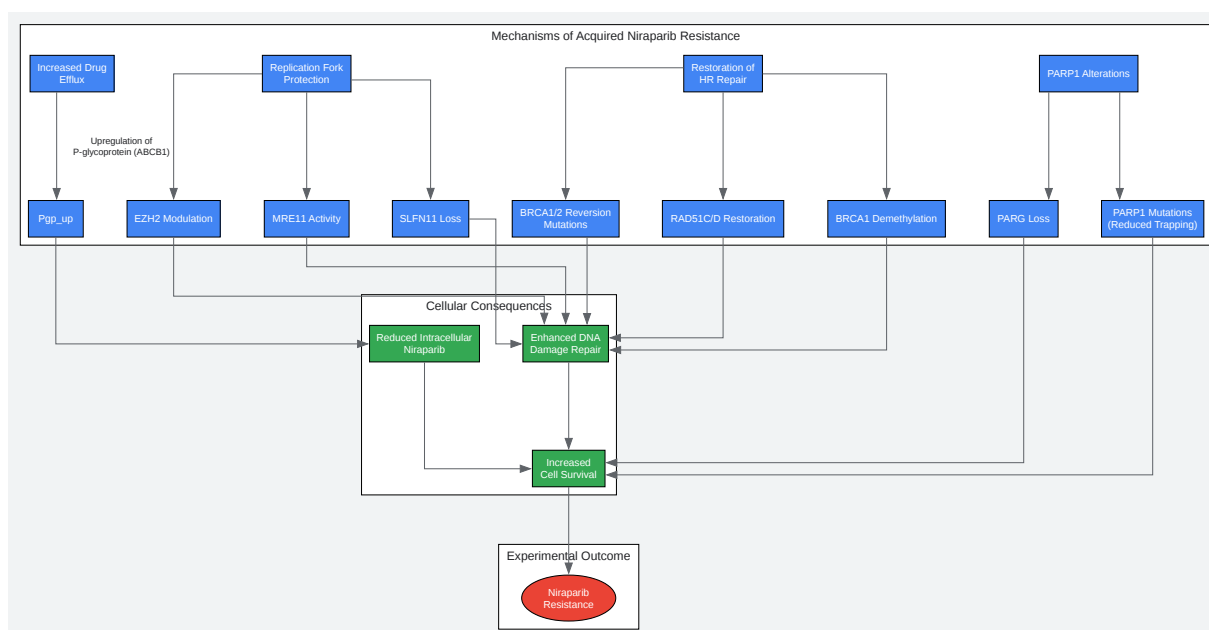 Mechanisms of Acquired Niraparib Resistance
Increased Drug
Efflux
Replication Fork
Protection
Restoration of
HR Repair
PARP1 Alterations
Upregulation of
P-glycoprotein (ABCB1)
Pgp_up
EZH2 Modulation
MRE11 Activity
SLFN11 Loss
BRCA1/2 Reversion
Mutations
RAD51C/D Restoration
BRCA1 Demethylation
PARG Loss
PARP1 Mutations
(Reduced Trapping)
Cellular Consequences
Reduced Intracellular
Niraparib
Enhanced DNA
Damage Repair
Increased
Cell Survival
Experimental Outcome
Niraparib
Resistance